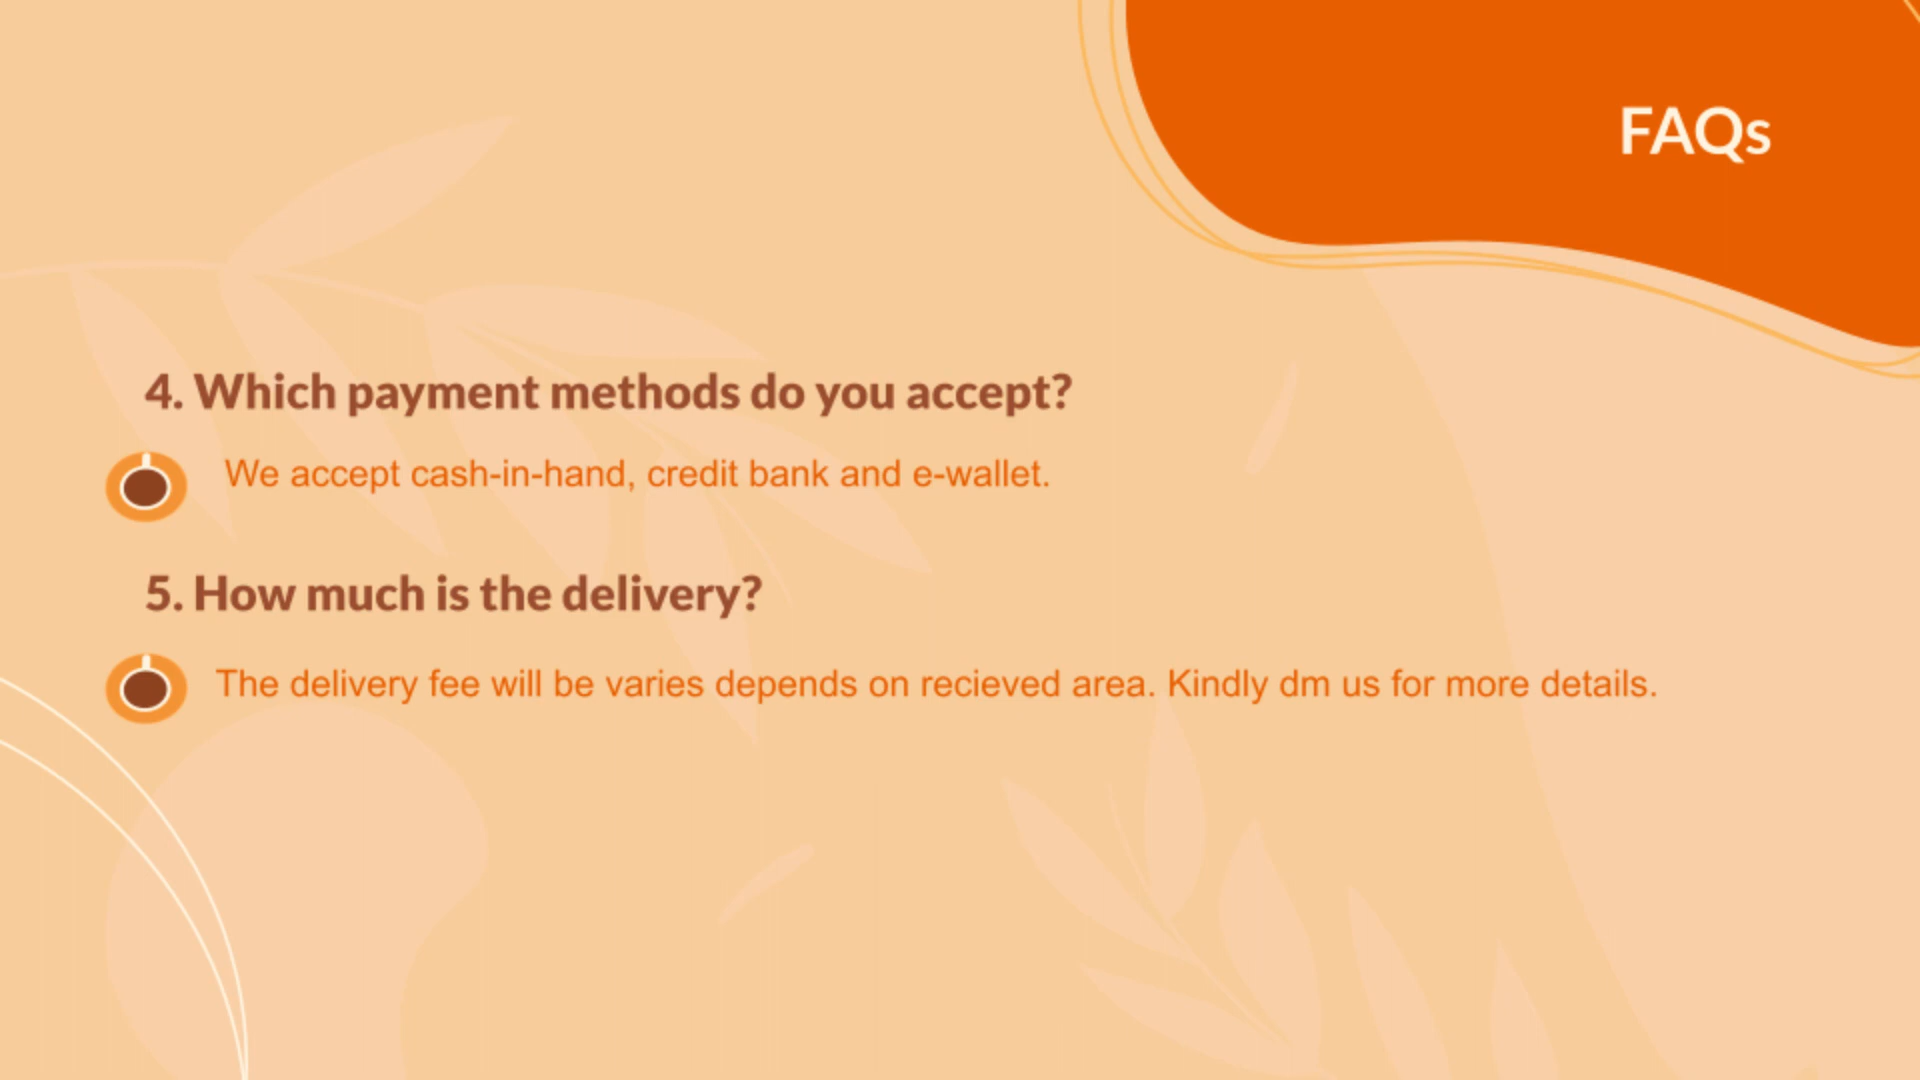 FAQs
4. Which payment methods do you accept?
We accept cash-in-hand, credit bank and e-wallet.
5. How much is the delivery?
The delivery fee will be varies depends on recieved area. Kindly dm us for more details.